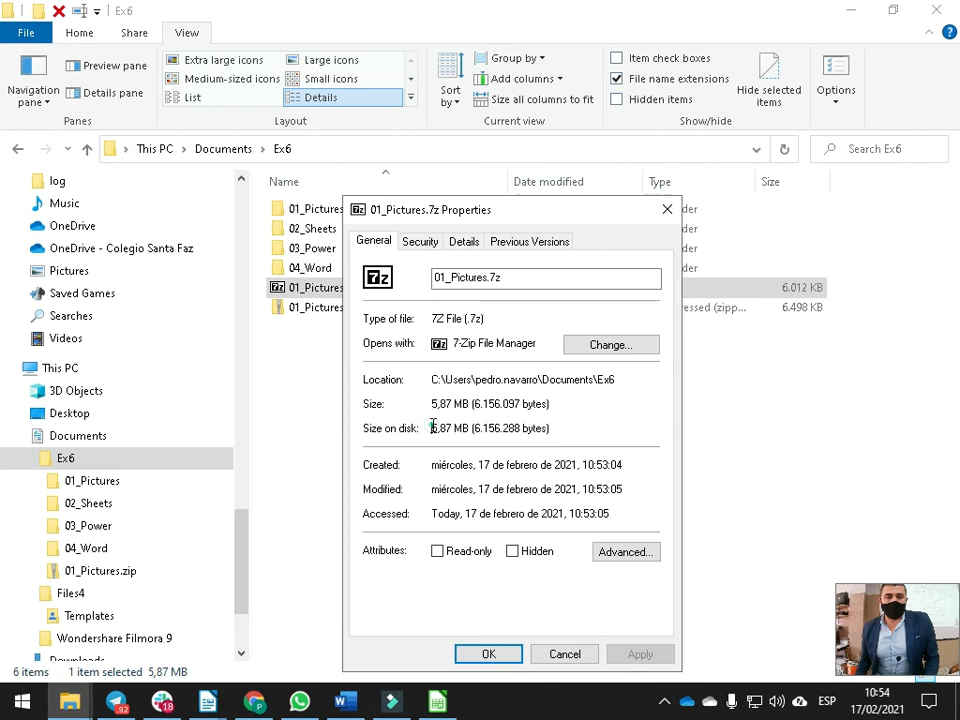 Ex6
File Home Share View
Navigation pane
Preview pane
Details pane
Panes
Extra large icons Large icons
Medium-sized icons Small icons
List Details
Layout
Sort by
Group by
Add columns
Size all columns to fit
Current view
Item check boxes
File name extensions
Hidden items
Hide selected items
Show/hide
Options
This PC > Documents > Ex6
Search Ex6
Name Date modified Type Size
log
Music
OneDrive
OneDrive - Colegio Santa Faz
Pictures
Saved Games
Searches
Videos
This PC
3D Objects
Desktop
Documents
Ex6
01_Pictures
02_Sheets
03_Power
04_Word
01_Pictures.zip
Files4
Templates
Wondershare Filmora 9
Downloads
01_Pictures
02_Sheets
03_Power
04_Word
01_Pictures 6.012 KB
01_Pictures ressed (zipp... 6.498 KB
01_Pictures.7z Properties
General Security Details Previous Versions
7z
01_Pictures.7z
Type of file: 7Z File (.7z)
Opens with: 7-Zip File Manager Change...
Location: C:\Users\pedro.navarro\Documents\Ex6
Size: 5,87 MB (6.156.097 bytes)
Size on disk: 5,87 MB (6.156.288 bytes)
Created: miércoles, 17 de febrero de 2021, 10:53:04
Modified: miércoles, 17 de febrero de 2021, 10:53:05
Accessed: Today, 17 de febrero de 2021, 10:53:05
Attributes: Read-only Hidden Advanced...
OK Cancel Apply
6 items 1 item selected 5,87 MB
92
18
ESP
10:54
17/02/2021